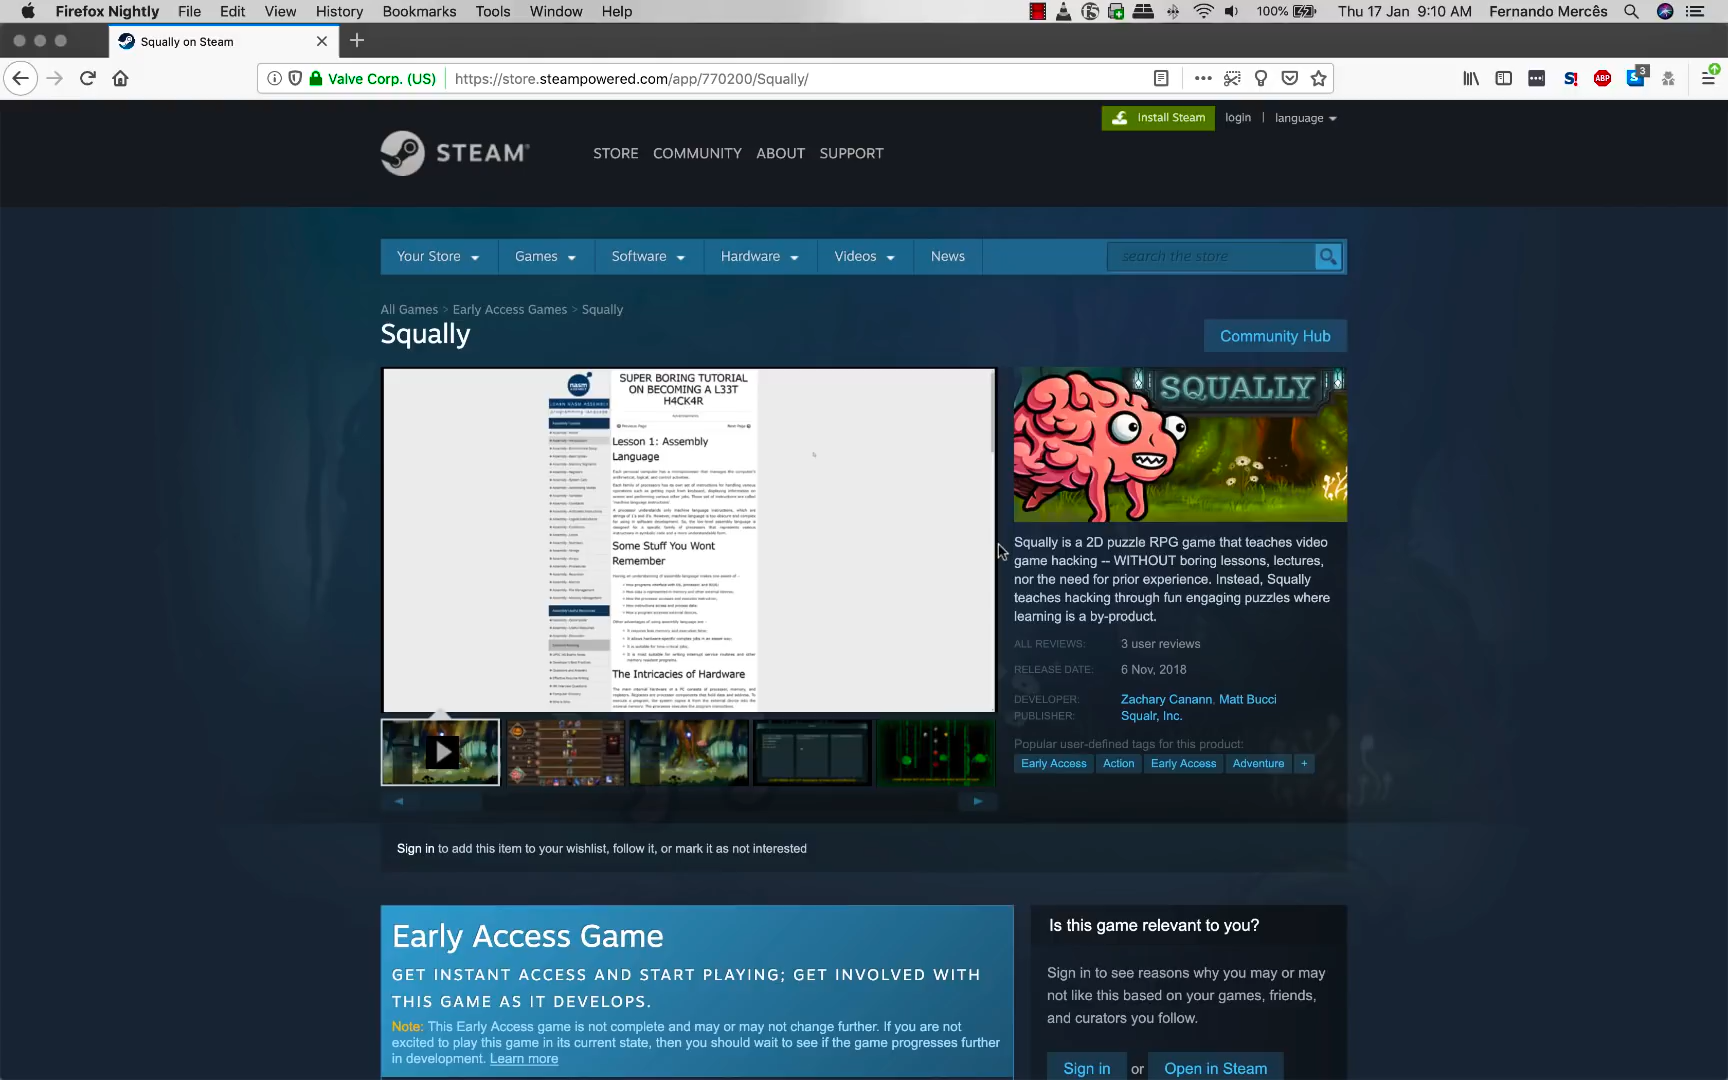 Firefox Nightly File Edit View History Bookmarks Tools Window Help 100% Thu 17 Jan 9:10 AM Fernando Mercês
Squally on Steam
Valve Corp. (US) https://store.steampowered.com/app/770200/Squally/
S! ABP S 3
Install Steam login | language
STEAM® STORE COMMUNITY ABOUT SUPPORT
Your Store Games Software Hardware Videos News search the store
All Games > Early Access Games > Squally
Squally
Community Hub
nasm
SUPER BORING TUTORIAL
ON BECOMING A L33T
H4CK4R
Lesson 1: Assembly
Language
Some Stuff You Wont
Remember
The Intricacies of Hardware
SQUALLY
Squally is a 2D puzzle RPG game that teaches video
game hacking -- WITHOUT boring lessons, lectures,
nor the need for prior experience. Instead, Squally
teaches hacking through fun engaging puzzles where
learning is a by-product.
ALL REVIEWS: 3 user reviews
RELEASE DATE: 6 Nov, 2018
DEVELOPER: Zachary Canann, Matt Bucci
PUBLISHER: Squalr, Inc.
Popular user-defined tags for this product:
Early Access Action Early Access Adventure +
Sign in to add this item to your wishlist, follow it, or mark it as not interested
Early Access Game
GET INSTANT ACCESS AND START PLAYING; GET INVOLVED WITH
THIS GAME AS IT DEVELOPS.
Note: This Early Access game is not complete and may or may not change further. If you are not
excited to play this game in its current state, then you should wait to see if the game progresses further
in development. Learn more
Is this game relevant to you?
Sign in to see reasons why you may or may
not like this based on your games, friends,
and curators you follow.
Sign in or Open in Steam